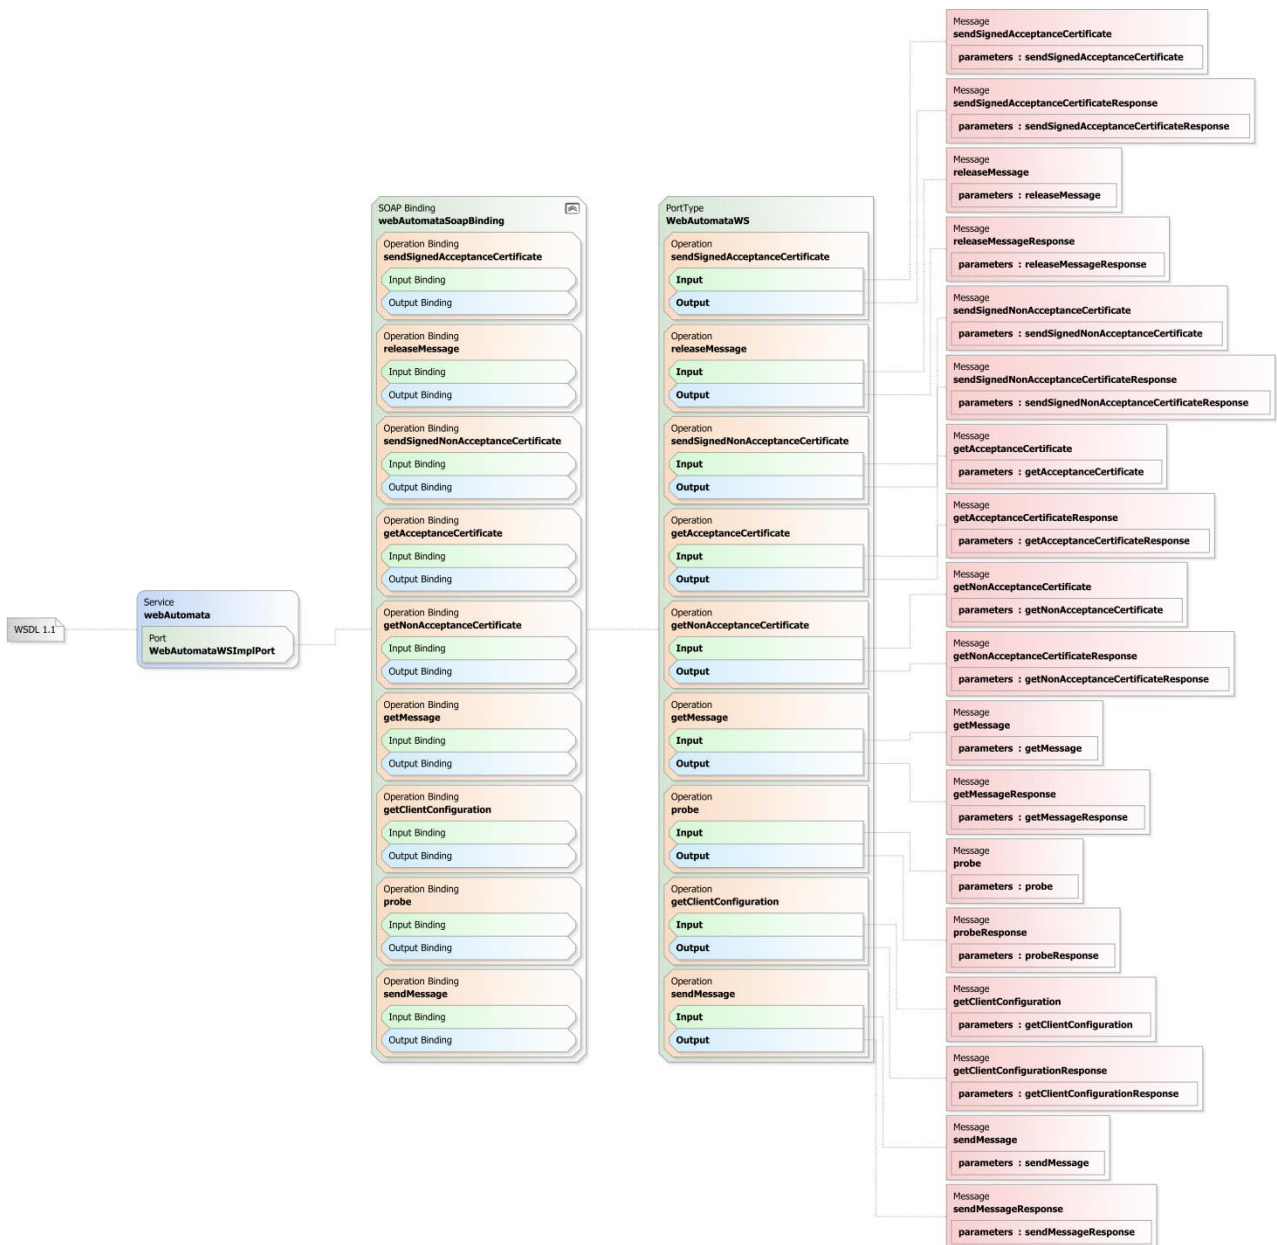 WSDL 1.1
Service
webAutomata
Port
WebAutomataWSImplPort
SOAP Binding
webAutomataSoapBinding
Operation Binding
sendSignedAcceptanceCertificate
Input Binding
Output Binding
Operation Binding
releaseMessage
Input Binding
Output Binding
Operation Binding
sendSignedNonAcceptanceCertificate
Input Binding
Output Binding
Operation Binding
getAcceptanceCertificate
Input Binding
Output Binding
Operation Binding
getNonAcceptanceCertificate
Input Binding
Output Binding
Operation Binding
getMessage
Input Binding
Output Binding
Operation Binding
getClientConfiguration
Input Binding
Output Binding
Operation Binding
probe
Input Binding
Output Binding
Operation Binding
sendMessage
Input Binding
Output Binding
PortType
WebAutomataWS
Operation
sendSignedAcceptanceCertificate
Input
Output
Operation
releaseMessage
Input
Output
Operation
sendSignedNonAcceptanceCertificate
Input
Output
Operation
getAcceptanceCertificate
Input
Output
Operation
getNonAcceptanceCertificate
Input
Output
Operation
getMessage
Input
Output
Operation
probe
Input
Output
Operation
getClientConfiguration
Input
Output
Operation
sendMessage
Input
Output
Message
sendSignedAcceptanceCertificate
parameters : sendSignedAcceptanceCertificate
Message
sendSignedAcceptanceCertificateResponse
parameters : sendSignedAcceptanceCertificateResponse
Message
releaseMessage
parameters : releaseMessage
Message
releaseMessageResponse
parameters : releaseMessageResponse
Message
sendSignedNonAcceptanceCertificate
parameters : sendSignedNonAcceptanceCertificate
Message
sendSignedNonAcceptanceCertificateResponse
parameters : sendSignedNonAcceptanceCertificateResponse
Message
getAcceptanceCertificate
parameters : getAcceptanceCertificate
Message
getAcceptanceCertificateResponse
parameters : getAcceptanceCertificateResponse
Message
getNonAcceptanceCertificate
parameters : getNonAcceptanceCertificate
Message
getNonAcceptanceCertificateResponse
parameters : getNonAcceptanceCertificateResponse
Message
getMessage
parameters : getMessage
Message
getMessageResponse
parameters : getMessageResponse
Message
probe
parameters : probe
Message
probeResponse
parameters : probeResponse
Message
getClientConfiguration
parameters : getClientConfiguration
Message
getClientConfigurationResponse
parameters : getClientConfigurationResponse
Message
sendMessage
parameters : sendMessage
Message
sendMessageResponse
parameters : sendMessageResponse